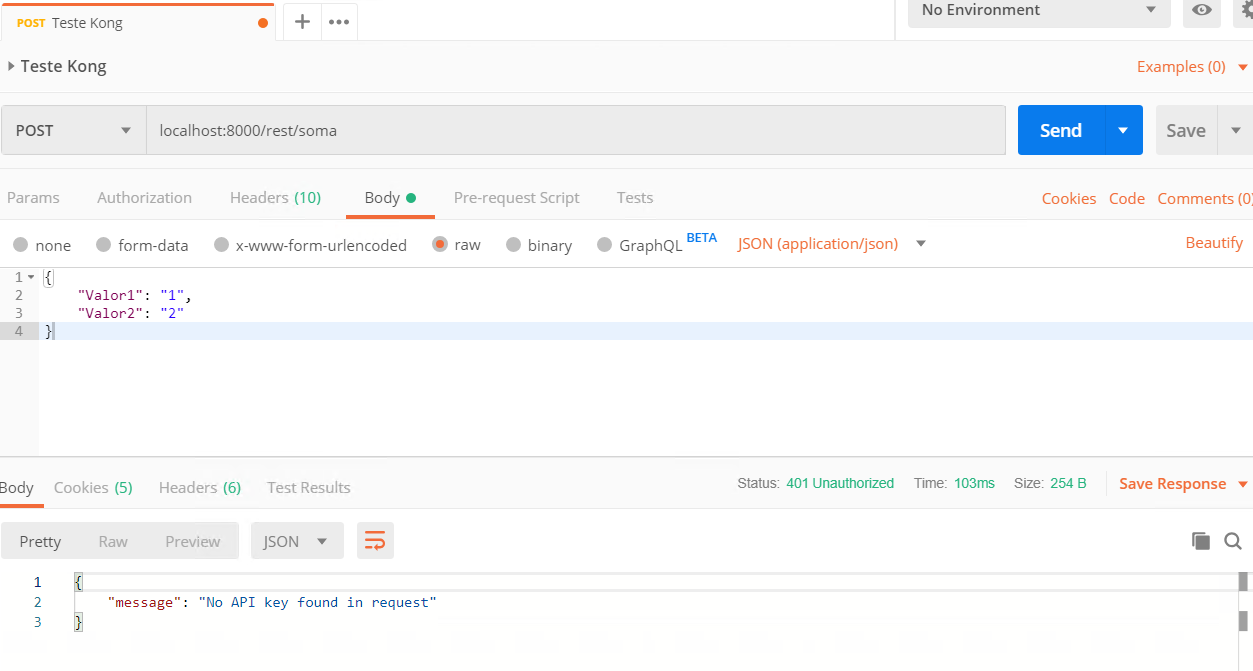 POST Teste Kong
No Environment
Teste Kong
Examples (0)
POST localhost:8000/rest/soma Send Save
Params Authorization Headers (10) Body Pre-request Script Tests Cookies Code Comments (0)
none form-data x-www-form-urlencoded raw binary GraphQL BETA JSON (application/json) Beautify
1 {
2 "Valor1": "1",
3 "Valor2": "2"
4 }
Body Cookies (5) Headers (6) Test Results Status: 401 Unauthorized Time: 103ms Size: 254 B Save Response
Pretty Raw Preview JSON
1 {
2 "message": "No API key found in request"
3 }